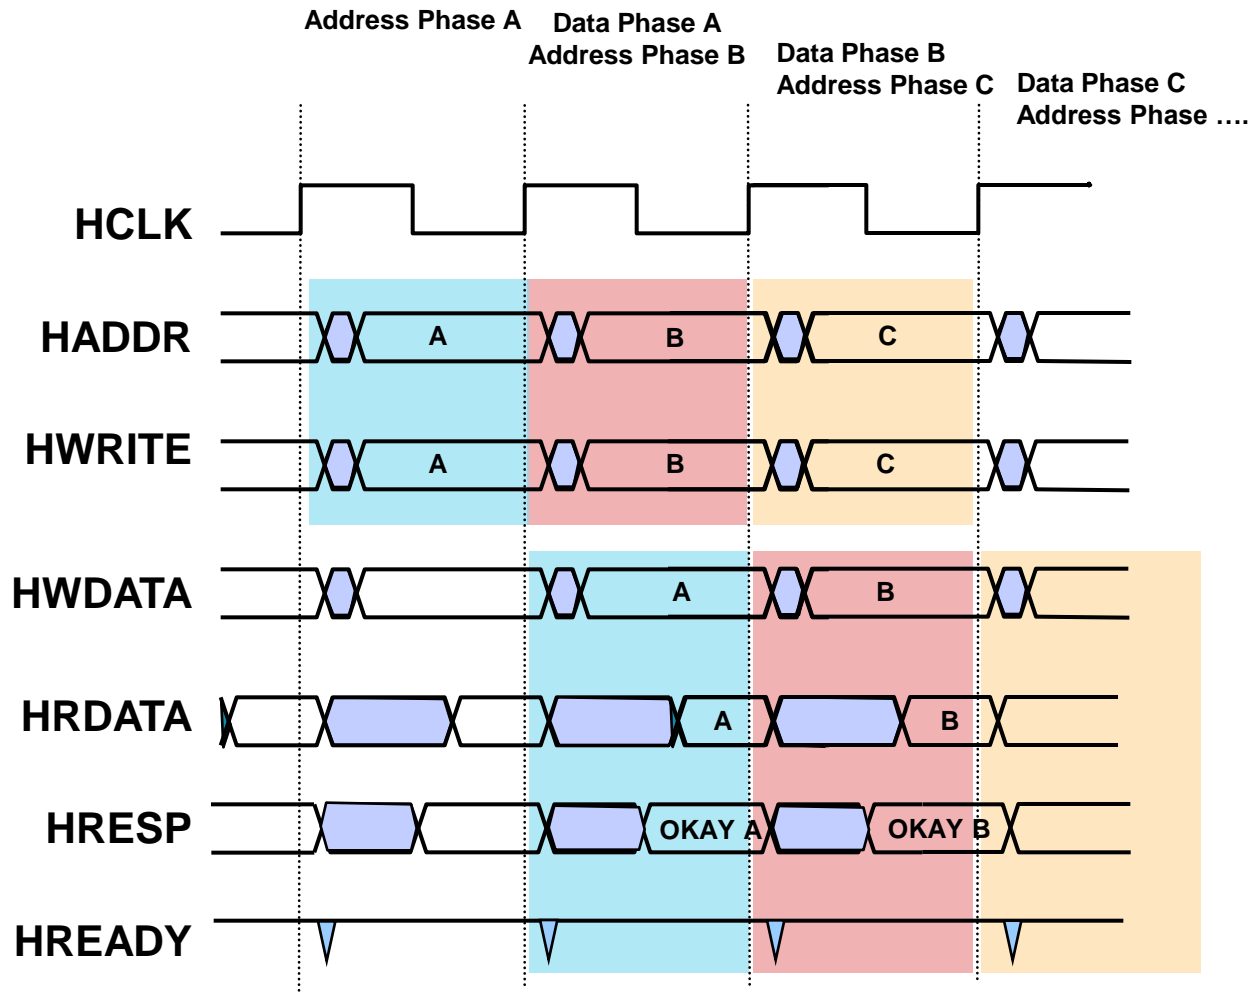 Address Phase A
Data Phase A
Address Phase B
Data Phase B
Address Phase C
Data Phase C
Address Phase ....
HCLK
HADDR
A
B
C
HWRITE
A
B
C
HWDATA
A
B
HRDATA
A
B
HRESP
OKAY A
OKAY B
HREADY